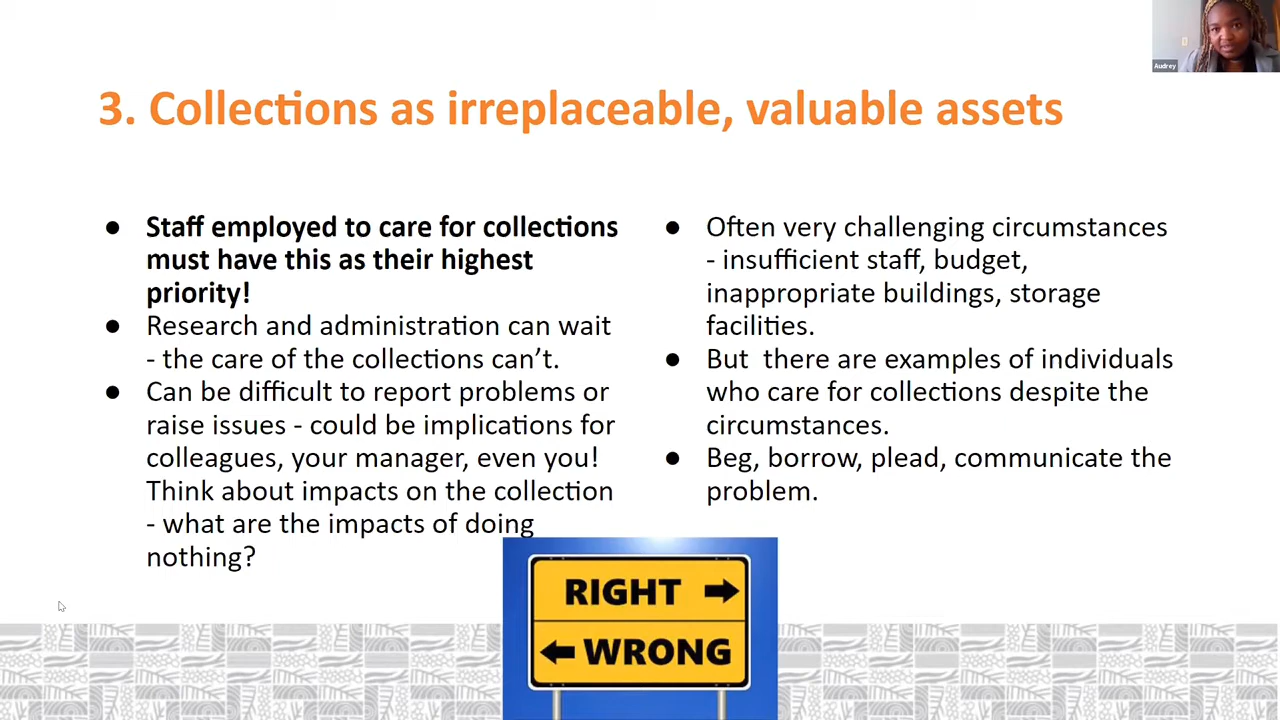 Audrey
3. Collections as irreplaceable, valuable assets
● Staff employed to care for collections
must have this as their highest
priority!
● Research and administration can wait
- the care of the collections can’t.
● Can be difficult to report problems or
raise issues - could be implications for
colleagues, your manager, even you!
Think about impacts on the collection
- what are the impacts of doing
nothing?
● Often very challenging circumstances
- insufficient staff, budget,
inappropriate buildings, storage
facilities.
● But  there are examples of individuals
who care for collections despite the
circumstances.
● Beg, borrow, plead, communicate the
problem.
RIGHT
WRONG